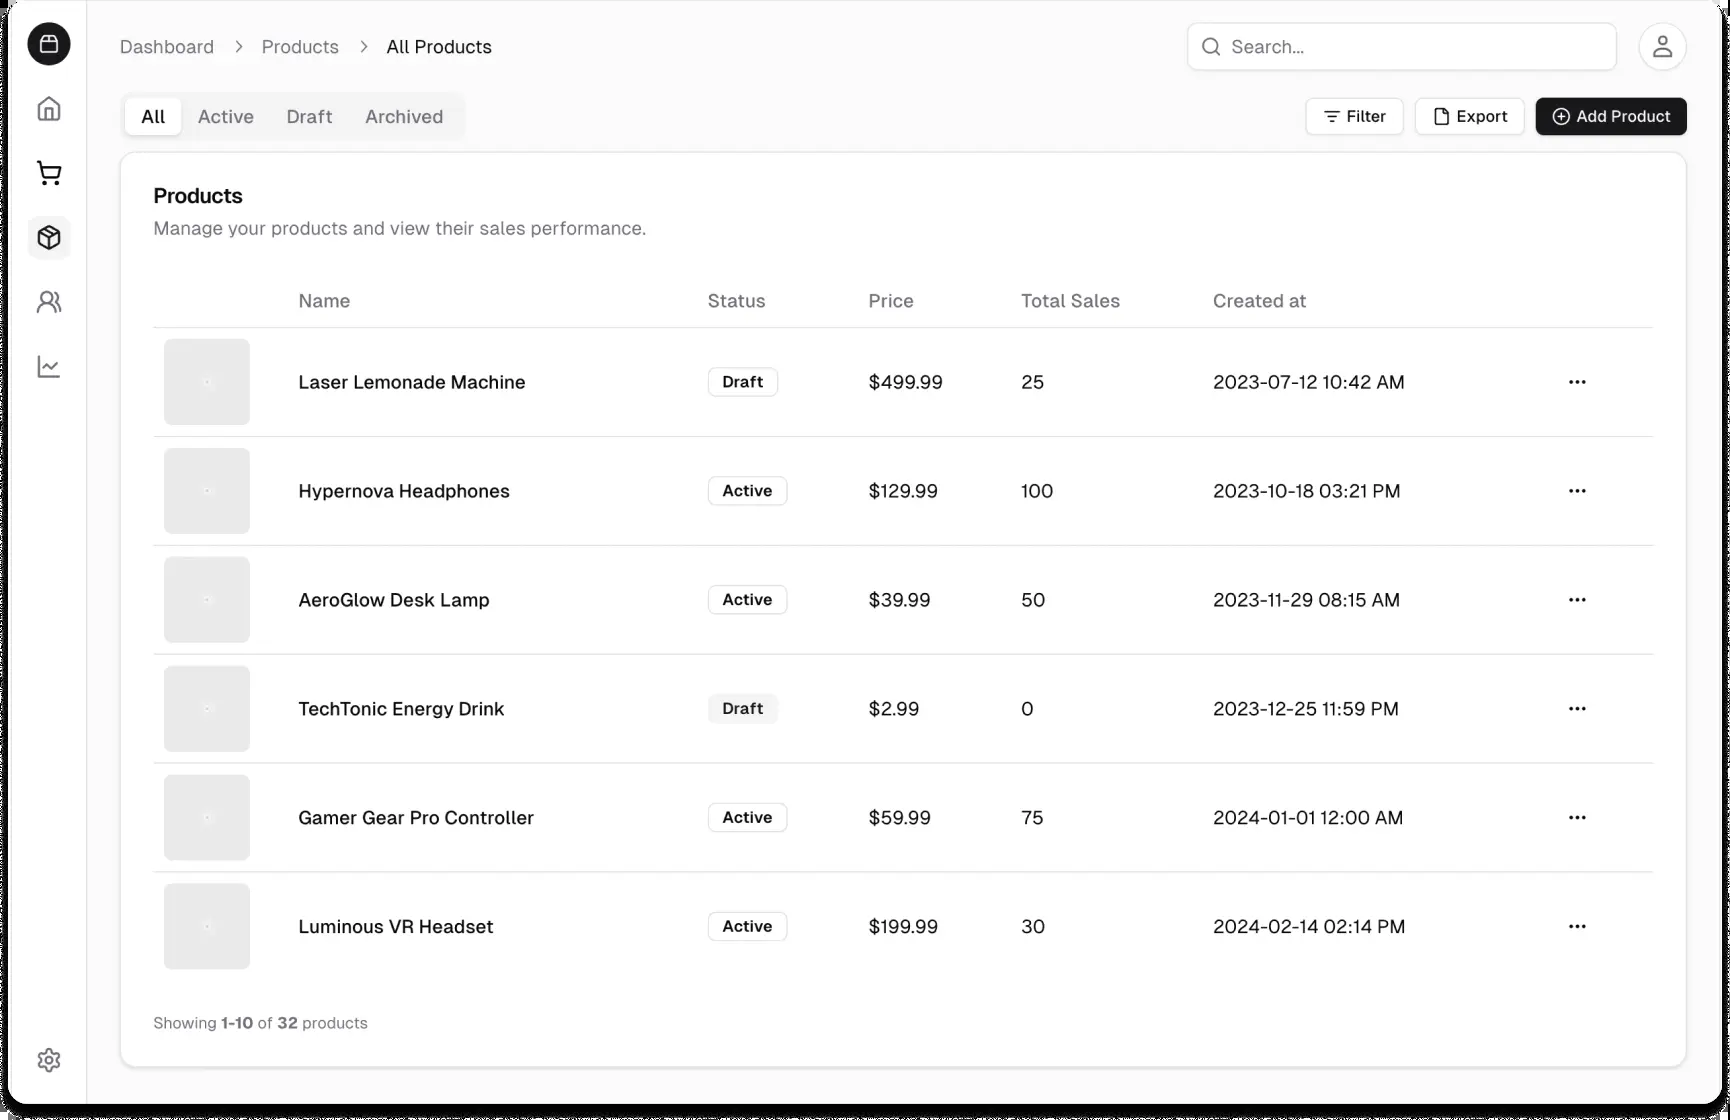 Dashboard > Products > All Products
Search...
All Active Draft Archived
Filter Export Add Product
Products
Manage your products and view their sales performance.
Name Status Price Total Sales Created at
Laser Lemonade Machine Draft $499.99 25 2023-07-12 10:42 AM
Hypernova Headphones Active $129.99 100 2023-10-18 03:21 PM
AeroGlow Desk Lamp Active $39.99 50 2023-11-29 08:15 AM
TechTonic Energy Drink Draft $2.99 0 2023-12-25 11:59 PM
Gamer Gear Pro Controller Active $59.99 75 2024-01-01 12:00 AM
Luminous VR Headset Active $199.99 30 2024-02-14 02:14 PM
Showing 1-10 of 32 products